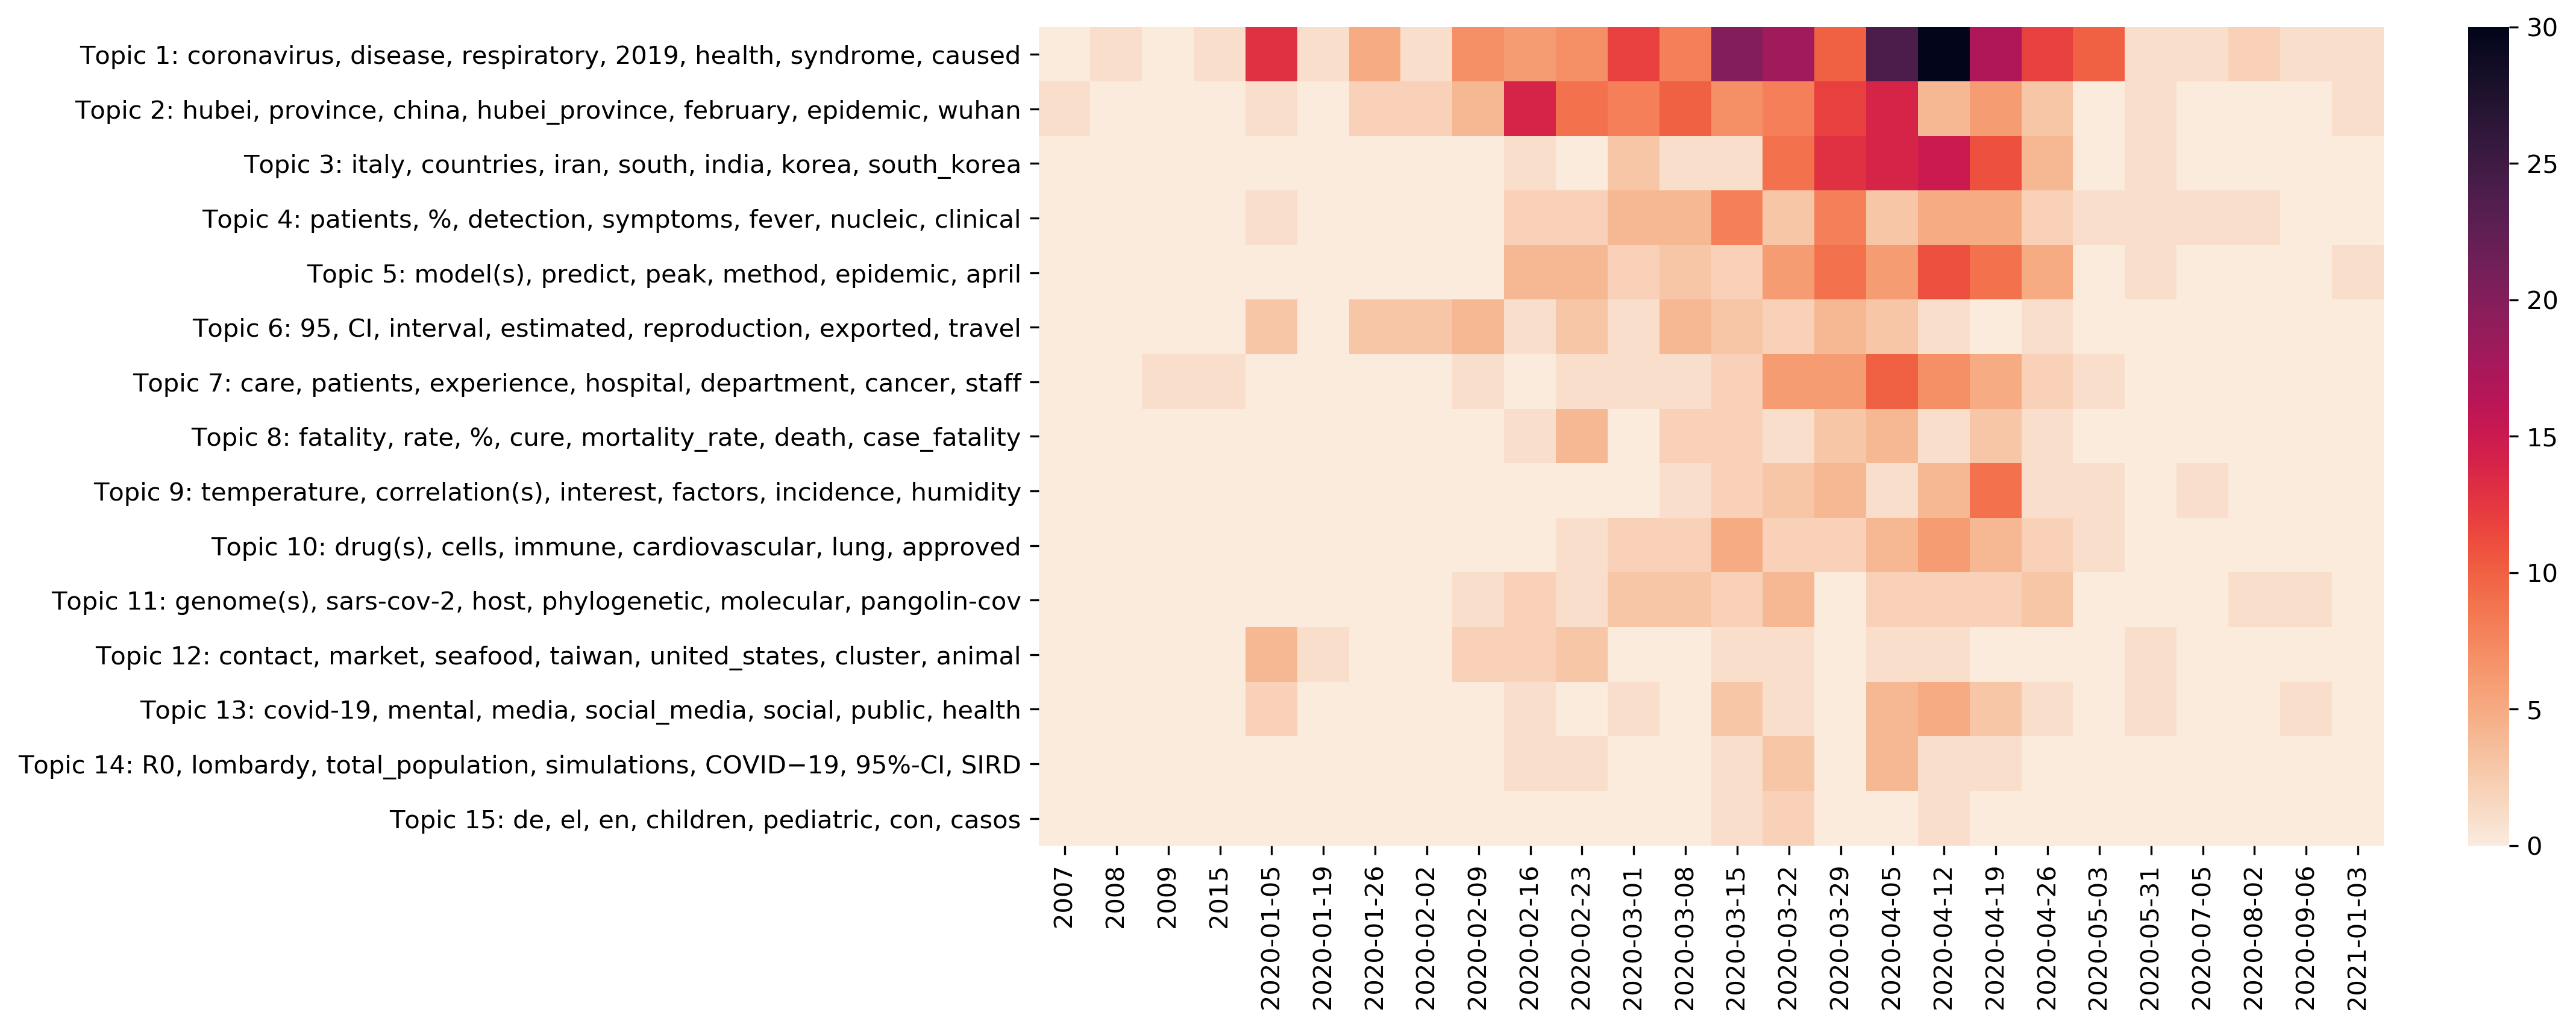 Topic 1: coronavirus, disease, respiratory, 2019, health, syndrome, caused
Topic 2: hubei, province, china, hubei_province, february, epidemic, wuhan
Topic 3: italy, countries, iran, south, india, korea, south_korea
Topic 4: patients, %, detection, symptoms, fever, nucleic, clinical
Topic 5: model(s), predict, peak, method, epidemic, april
Topic 6: 95, CI, interval, estimated, reproduction, exported, travel
Topic 7: care, patients, experience, hospital, department, cancer, staff
Topic 8: fatality, rate, %, cure, mortality_rate, death, case_fatality
Topic 9: temperature, correlation(s), interest, factors, incidence, humidity
Topic 10: drug(s), cells, immune, cardiovascular, lung, approved
Topic 11: genome(s), sars-cov-2, host, phylogenetic, molecular, pangolin-cov
Topic 12: contact, market, seafood, taiwan, united_states, cluster, animal
Topic 13: covid-19, mental, media, social_media, social, public, health
Topic 14: R0, lombardy, total_population, simulations, COVID−19, 95%-CI, SIRD
Topic 15: de, el, en, children, pediatric, con, casos
2007
2008
2009
2015
2020-01-05
2020-01-19
2020-01-26
2020-02-02
2020-02-09
2020-02-16
2020-02-23
2020-03-01
2020-03-08
2020-03-15
2020-03-22
2020-03-29
2020-04-05
2020-04-12
2020-04-19
2020-04-26
2020-05-03
2020-05-31
2020-07-05
2020-08-02
2020-09-06
2021-01-03
30
25
20
15
10
5
0